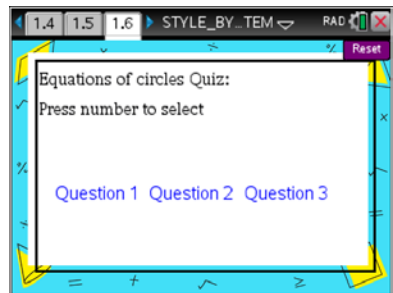 1.4 1.5 1.6 STYLE_BY…TEM RAD
Reset
Equations of circles Quiz:
Press number to select
Question 1 Question 2 Question 3